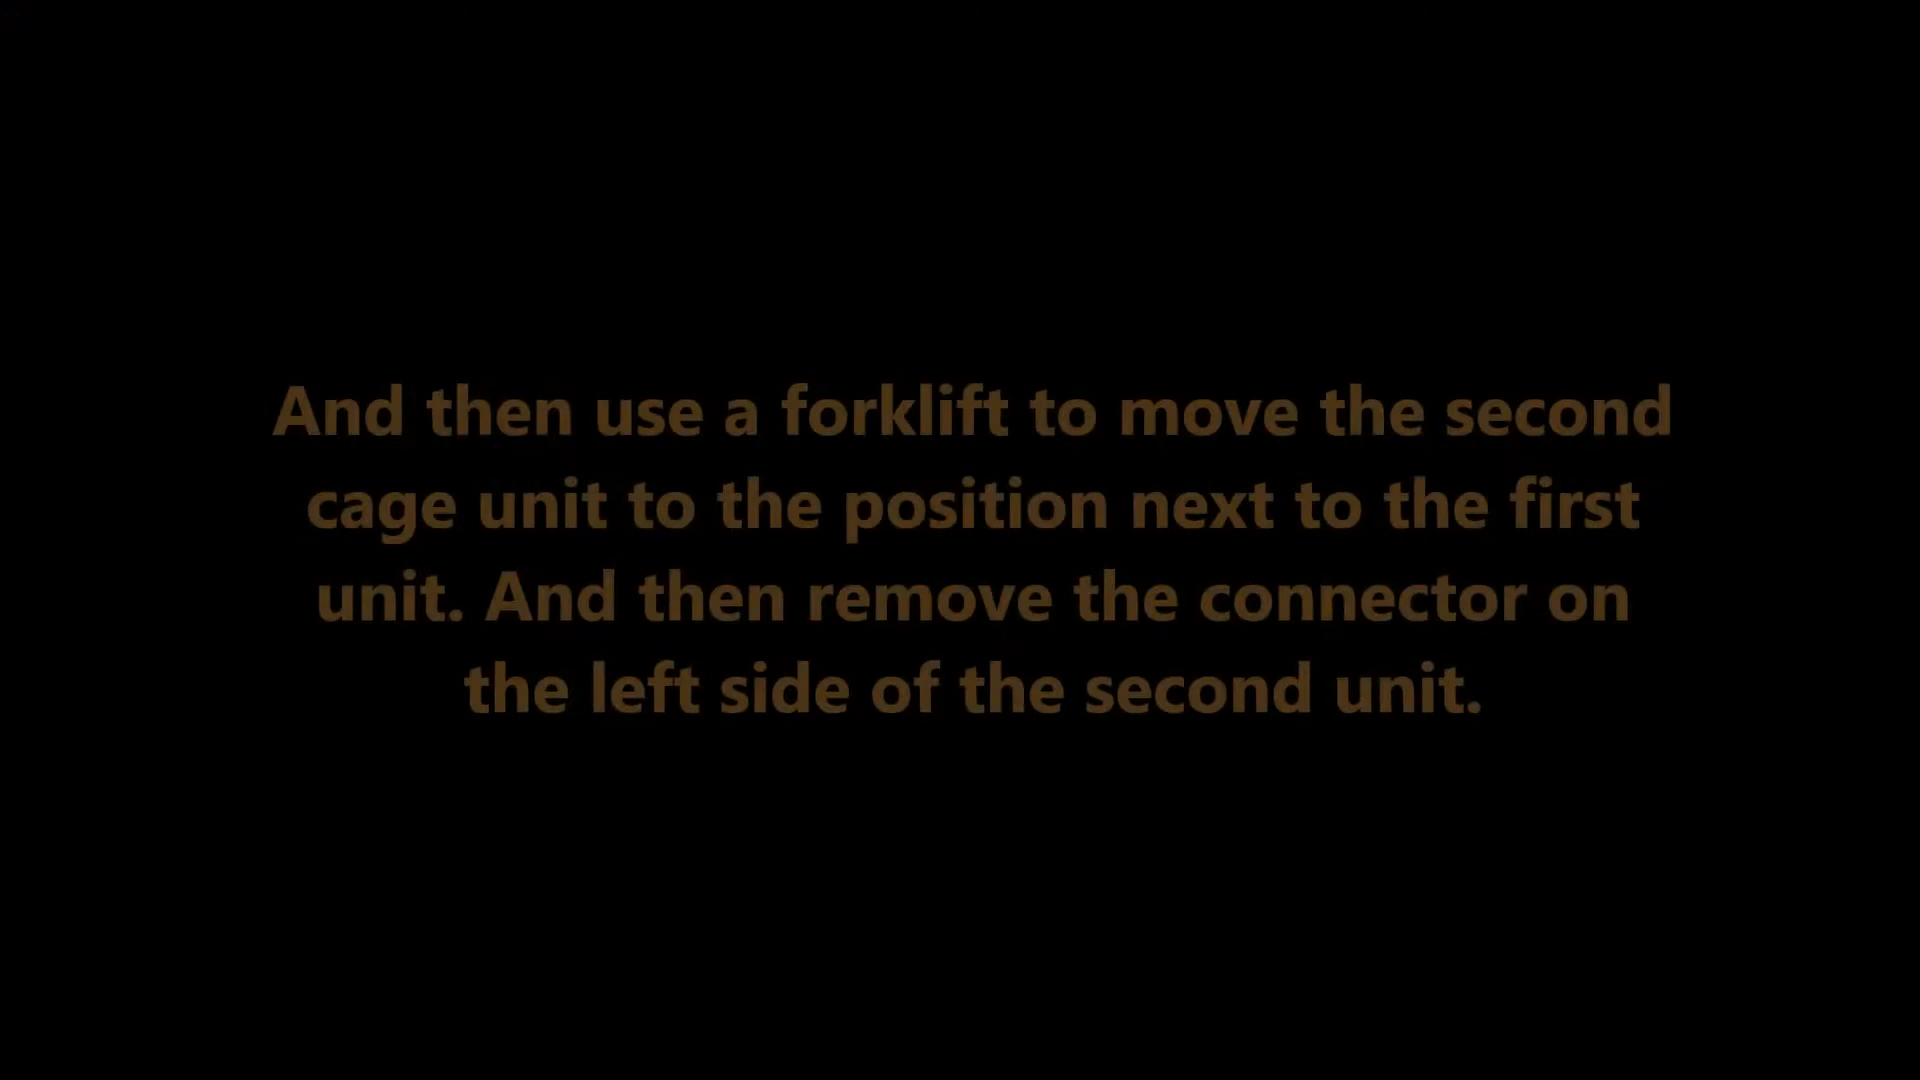 And then use a forklift to move the second
cage unit to the position next to the first
unit. And then remove the connector on
the left side of the second unit.